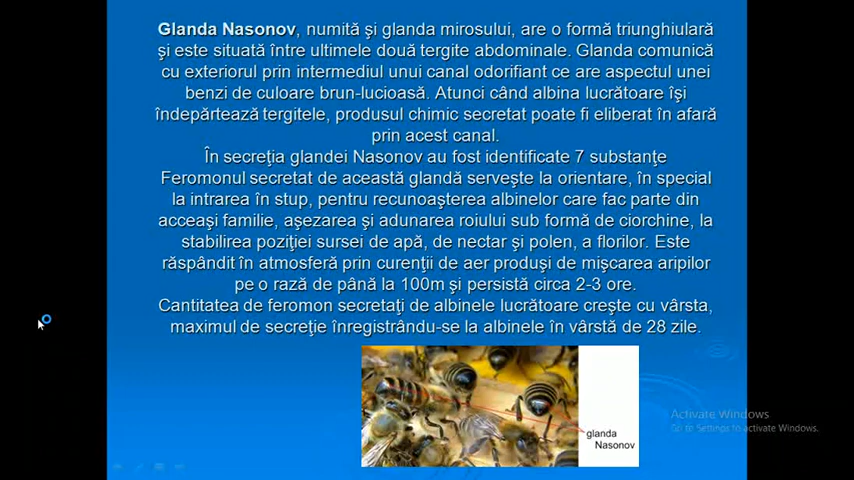 Glanda Nasonov, numită şi glanda mirosului, are o formă triunghiulară
şi este situată între ultimele două tergite abdominale. Glanda comunică
cu exteriorul prin intermediul unui canal odorifiant ce are aspectul unei
benzi de culoare brun-lucioasă. Atunci când albina lucrătoare îşi
îndepărtează tergitele, produsul chimic secretat poate fi eliberat în afară
prin acest canal.
În secreţia glandei Nasonov au fost identificate 7 substanţe
Feromonul secretat de această glandă serveşte la orientare, în special
la intrarea în stup, pentru recunoaşterea albinelor care fac parte din
acceaşi familie, aşezarea şi adunarea roiului sub formă de ciorchine, la
stabilirea poziţiei sursei de apă, de nectar şi polen, a florilor. Este
răspândit în atmosferă prin curenţii de aer produşi de mişcarea aripilor
pe o rază de până la 100m şi persistă circa 2-3 ore.
Cantitatea de feromon secretaţi de albinele lucrătoare creşte cu vârsta,
maximul de secreţie înregistrându-se la albinele în vârstă de 28 zile.
glanda
Nasonov
Activate Windows
Go to Settings to activate Windows.